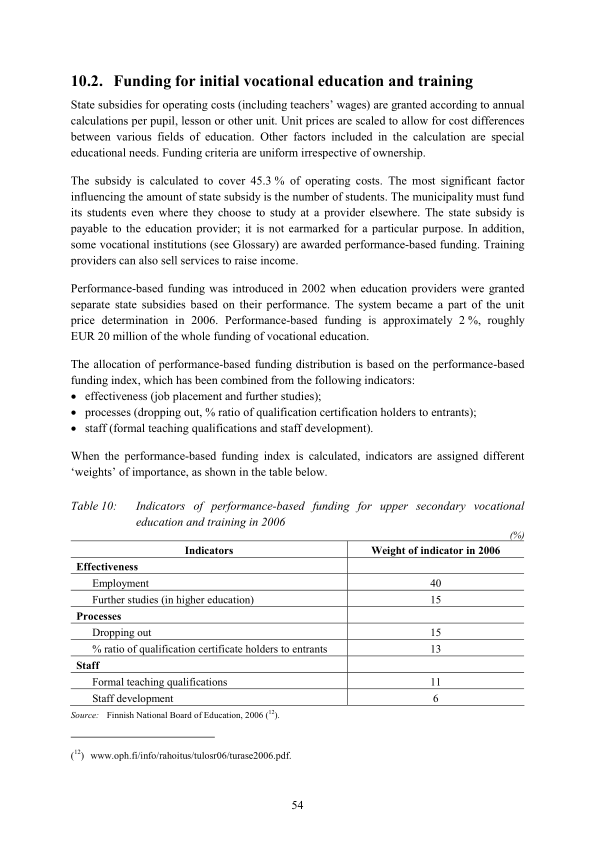 10.2. Funding for initial vocational education and training
State subsidies for operating costs (including teachers’ wages) are granted according to annual
calculations per pupil, lesson or other unit. Unit prices are scaled to allow for cost differences
between various fields of education. Other factors included in the calculation are special
educational needs. Funding criteria are uniform irrespective of ownership.
The subsidy is calculated to cover 45.3 % of operating costs. The most significant factor
influencing the amount of state subsidy is the number of students. The municipality must fund
its students even where they choose to study at a provider elsewhere. The state subsidy is
payable to the education provider; it is not earmarked for a particular purpose. In addition,
some vocational institutions (see Glossary) are awarded performance-based funding. Training
providers can also sell services to raise income.
Performance-based funding was introduced in 2002 when education providers were granted
separate state subsidies based on their performance. The system became a part of the unit
price determination in 2006. Performance-based funding is approximately 2 %, roughly
EUR 20 million of the whole funding of vocational education.
The allocation of performance-based funding distribution is based on the performance-based
funding index, which has been combined from the following indicators:
• effectiveness (job placement and further studies);
• processes (dropping out, % ratio of qualification certification holders to entrants);
• staff (formal teaching qualifications and staff development).
When the performance-based funding index is calculated, indicators are assigned different
‘weights’ of importance, as shown in the table below.
Table 10: Indicators of performance-based funding for upper secondary vocational
education and training in 2006
(%)
Indicators Weight of indicator in 2006
Effectiveness
Employment 40
Further studies (in higher education) 15
Processes
Dropping out 15
% ratio of qualification certificate holders to entrants 13
Staff
Formal teaching qualifications 11
Staff development 6
Source: Finnish National Board of Education, 2006 (12).
(12) www.oph.fi/info/rahoitus/tulosr06/turase2006.pdf.
54